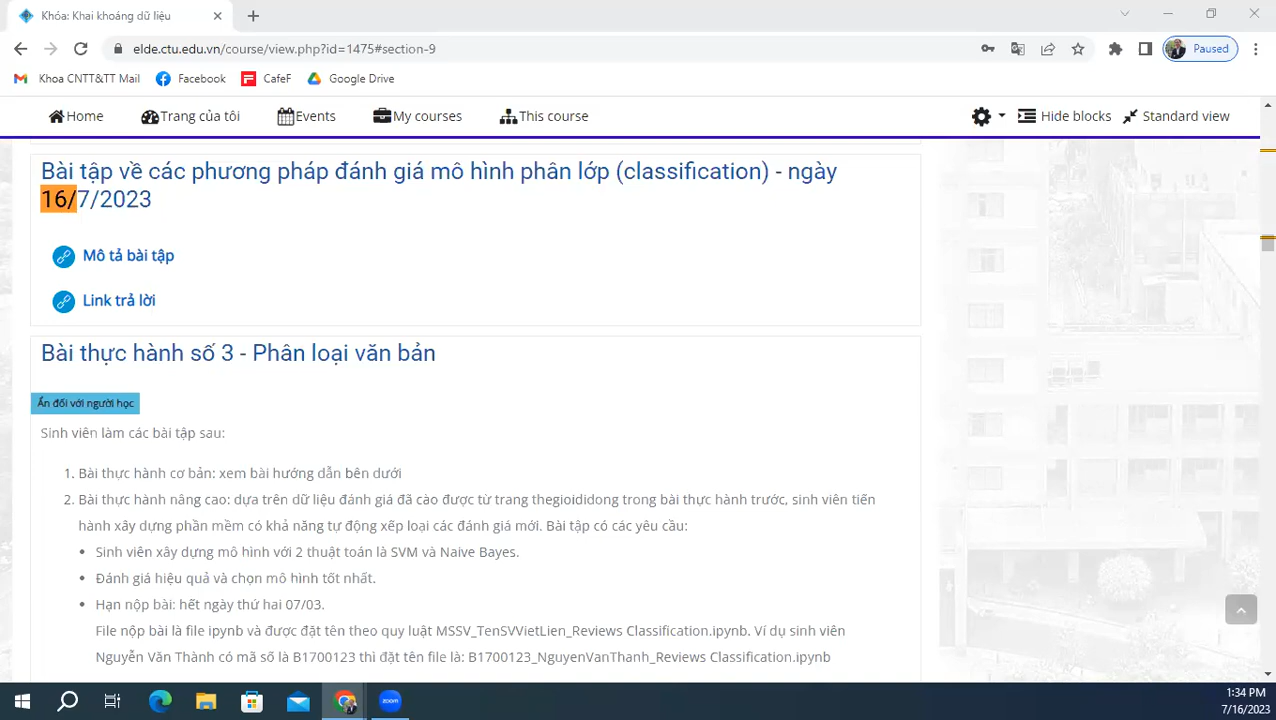 Khóa: Khai khoáng dữ liệu
elde.ctu.edu.vn/course/view.php?id=1475#section-9
Paused
Khoa CNTT&TT Mail
Facebook
CafeF
Google Drive
Home
Trang của tôi
Events
My courses
This course
Hide blocks
Standard view
Bài tập về các phương pháp đánh giá mô hình phân lớp (classification) - ngày
16/7/2023
Mô tả bài tập
Link trả lời
Bài thực hành số 3 - Phân loại văn bản
Ẩn đối với người học
Sinh viên làm các bài tập sau:
1. Bài thực hành cơ bản: xem bài hướng dẫn bên dưới
2. Bài thực hành nâng cao: dựa trên dữ liệu đánh giá đã cào được từ trang thegioididong trong bài thực hành trước, sinh viên tiến
hành xây dựng phần mềm có khả năng tự động xếp loại các đánh giá mới. Bài tập có các yêu cầu:
• Sinh viên xây dựng mô hình với 2 thuật toán là SVM và Naive Bayes.
• Đánh giá hiệu quả và chọn mô hình tốt nhất.
• Hạn nộp bài: hết ngày thứ hai 07/03.
File nộp bài là file ipynb và được đặt tên theo quy luật MSSV_TenSVVietLien_Reviews Classification.ipynb. Ví dụ sinh viên
Nguyễn Văn Thành có mã số là B1700123 thì đặt tên file là: B1700123_NguyenVanThanh_Reviews Classification.ipynb
zoom
1:34 PM
7/16/2023